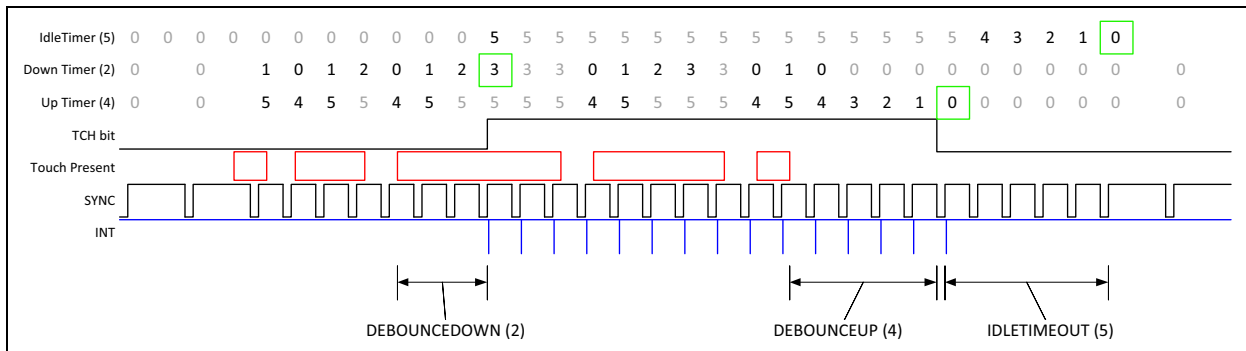 IdleTimer (5) 0 0 0 0 0 0 0 0 0 0 0 5 5 5 5 5 5 5 5 5 5 5 5 5 5 5 4 3 2 1 0
Down Timer (2) 0 0 1 0 1 2 0 1 2 3 3 3 0 1 2 3 3 0 1 0 0 0 0 0 0 0 0 0 0 0
Up Timer (4) 0 0 5 4 5 5 4 5 5 5 5 5 4 5 5 5 5 4 5 4 3 2 1 0 0 0 0 0 0 0
TCH bit
Touch Present
SYNC
INT
DEBOUNCEDOWN (2) DEBOUNCEUP (4) IDLETIMEOUT (5)